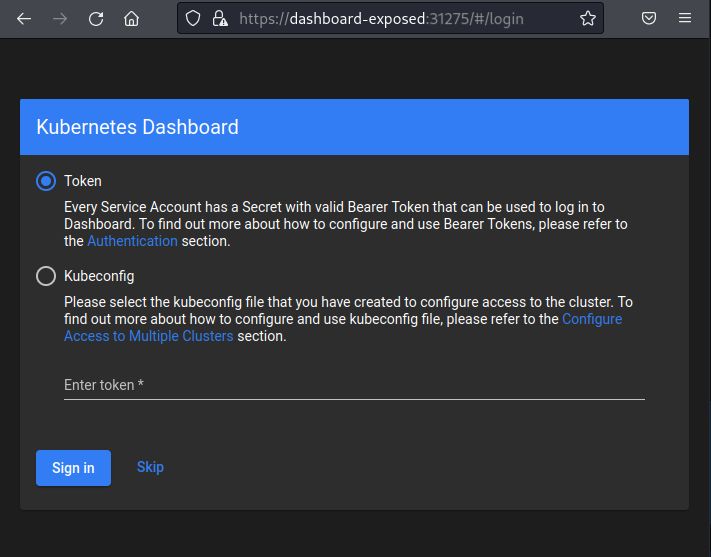 https://dashboard-exposed:31275/#/login
Kubernetes Dashboard
Token
Every Service Account has a Secret with valid Bearer Token that can be used to log in to
Dashboard. To find out more about how to configure and use Bearer Tokens, please refer to
the Authentication section.
Kubeconfig
Please select the kubeconfig file that you have created to configure access to the cluster. To
find out more about how to configure and use kubeconfig file, please refer to the Configure
Access to Multiple Clusters section.
Enter token *
Sign in Skip